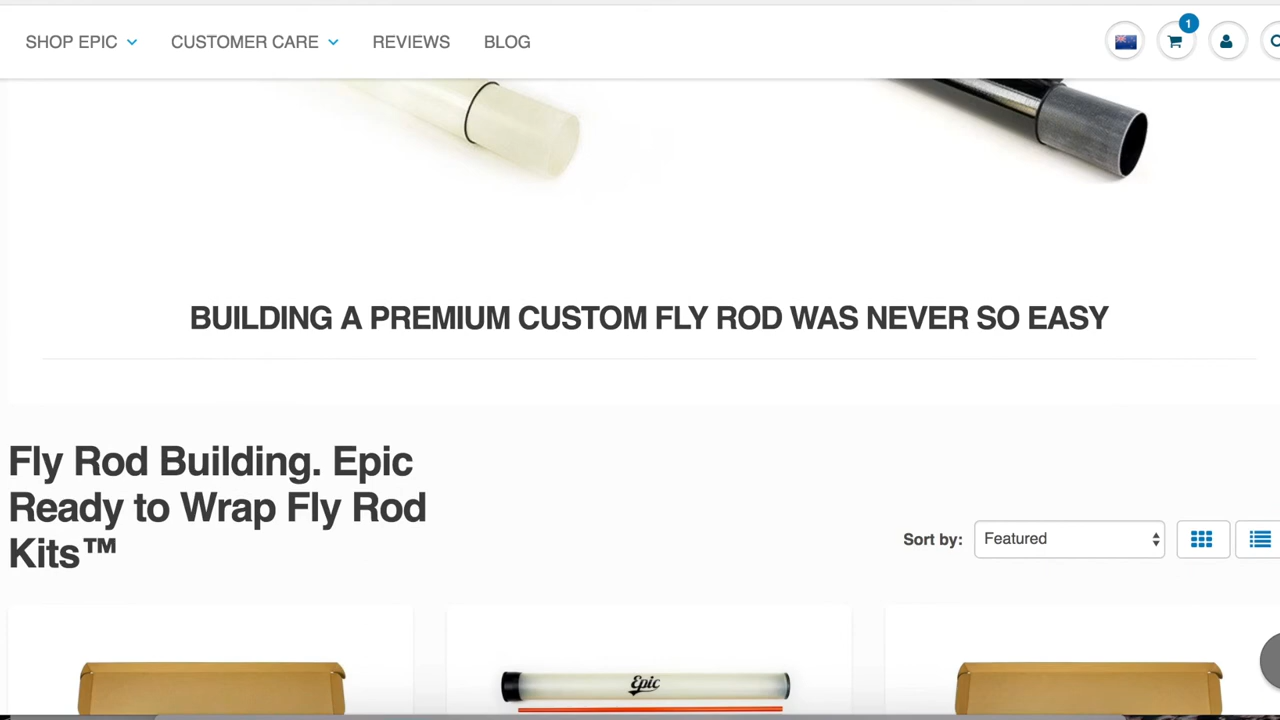 SHOP EPIC CUSTOMER CARE REVIEWS BLOG 1
BUILDING A PREMIUM CUSTOM FLY ROD WAS NEVER SO EASY
Fly Rod Building. Epic
Ready to Wrap Fly Rod
Kits™
Sort by: Featured
Epic